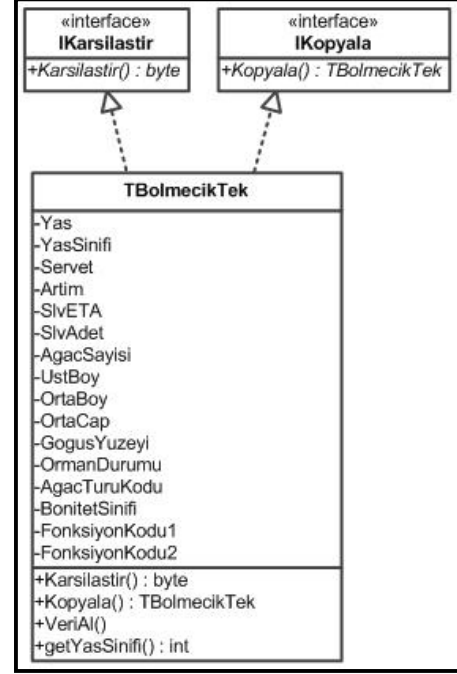 «interface»
IKarsilastir
+Karsilastir() : byte
«interface»
IKopyala
+Kopyala() : TBolmecikTek
TBolmecikTek
-Yas
-YasSinifi
-Servet
-Artim
-SlvETA
-SlvAdet
-AgacSayisi
-UstBoy
-OrtaBoy
-OrtaCap
-GogusYuzeyi
-OrmanDurumu
-AgacTuruKodu
-BonitetSinifi
-FonksiyonKodu1
-FonksiyonKodu2
+Karsilastir() : byte
+Kopyala() : TBolmecikTek
+VeriAl()
+getYasSinifi() : int